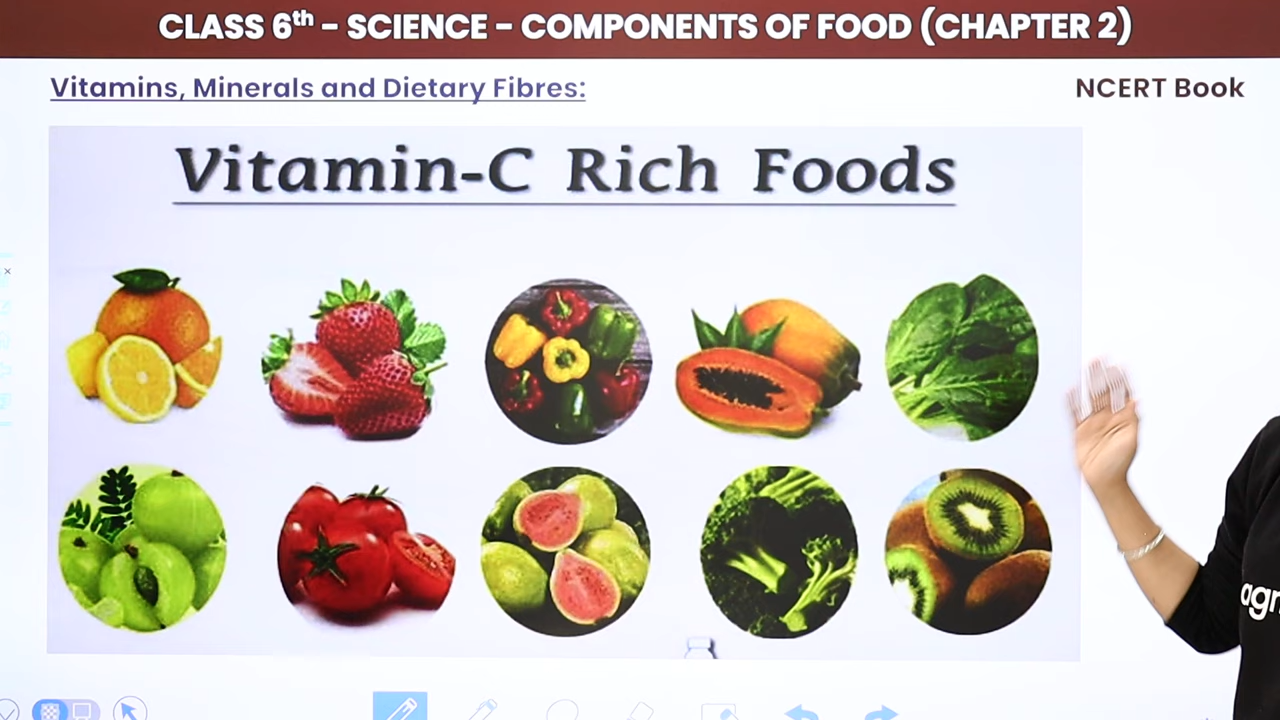 CLASS 6th – SCIENCE – COMPONENTS OF FOOD (CHAPTER 2)
Vitamins, Minerals and Dietary Fibres:
NCERT Book
Vitamin-C Rich Foods